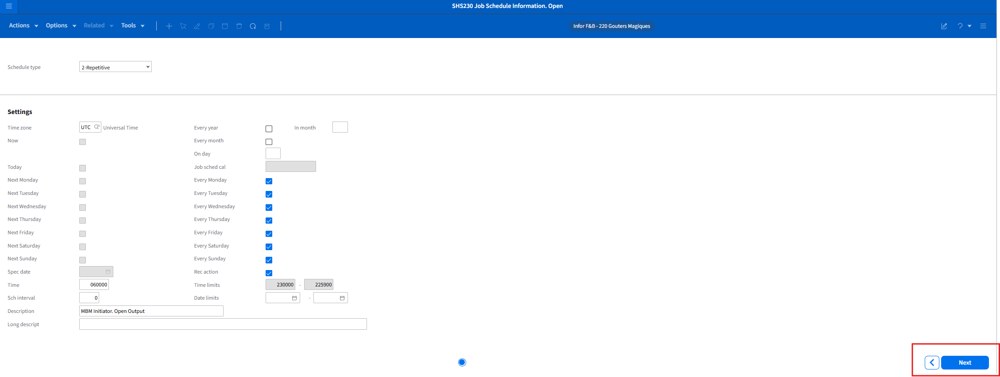 SHS230 Job Schedule Information. Open
Actions Options Related Tools Infor F&B - 220 Gouters Magiques
Schedule type 2-Repetitive
Settings
Time zone UTC Universal Time Every year In month
Now Every month
On day
Today Job sched cal
Next Monday Every Monday
Next Tuesday Every Tuesday
Next Wednesday Every Wednesday
Next Thursday Every Thursday
Next Friday Every Friday
Next Saturday Every Saturday
Next Sunday Every Sunday
Spec date Rec action
Time 060000 Time limits 230000 - 225900
Sch interval 0 Date limits -
Description MBM Initiator. Open Output
Long descript
Next